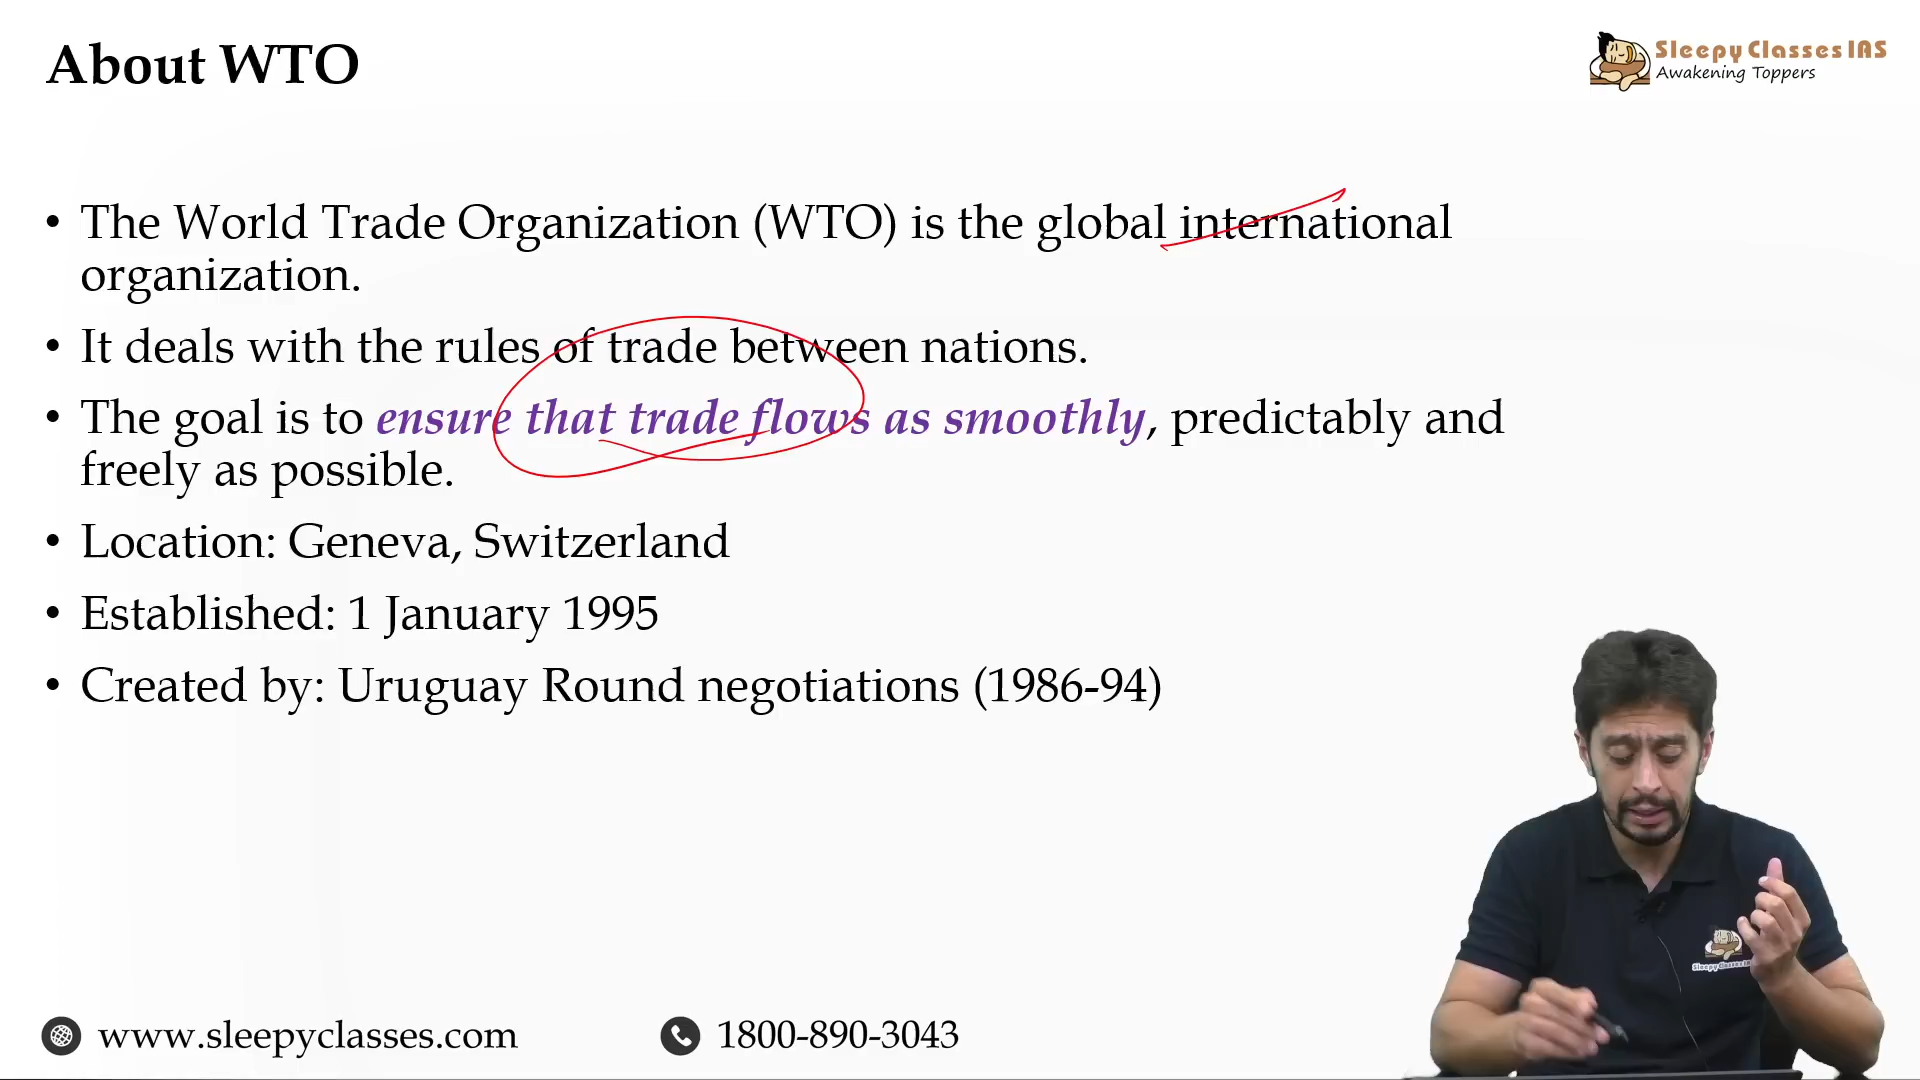 About WTO
Sleepy Classes IAS
Awakening Toppers
• The World Trade Organization (WTO) is the global international
organization.
• It deals with the rules of trade between nations.
• The goal is to ensure that trade flows as smoothly, predictably and
freely as possible.
• Location: Geneva, Switzerland
• Established: 1 January 1995
• Created by: Uruguay Round negotiations (1986-94)
www.sleepyclasses.com
1800-890-3043